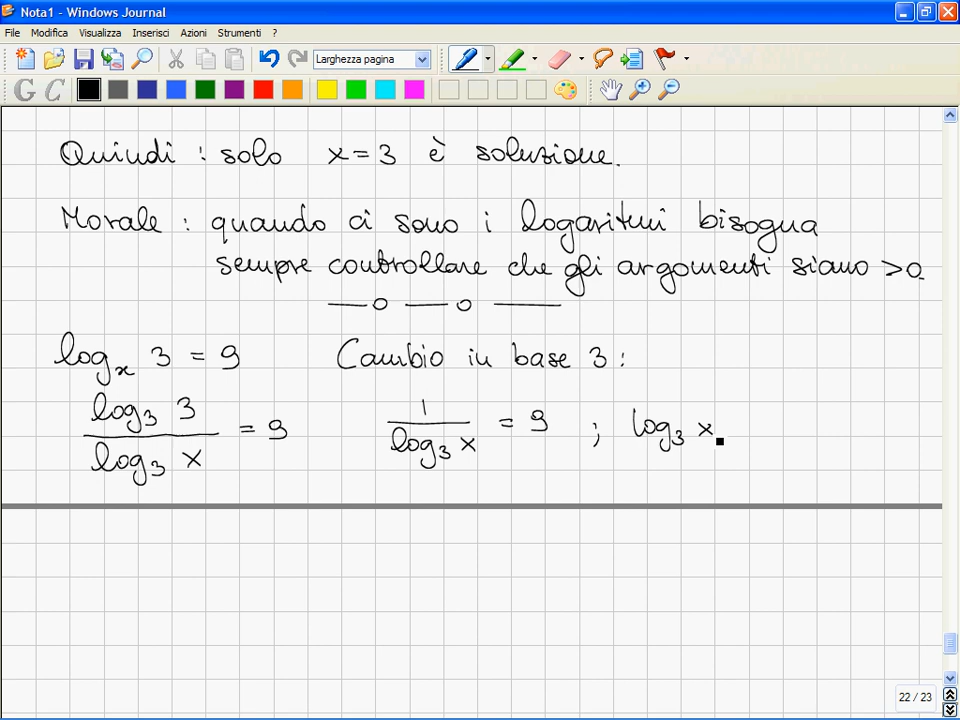 Nota1 - Windows Journal
File Modifica Visualizza Inserisci Azioni Strumenti ?
Larghezza pagina
Quindi : solo x = 3 è soluzione.
Morale : quando ci sono i logaritmi bisogna
sempre controllare che gli argomenti siano > 0.
log_x 3 = 9 Cambio in base 3 :
log_3 3 / log_3 x = 9 1 / log_3 x = 9 ; log_3 x
22 / 23